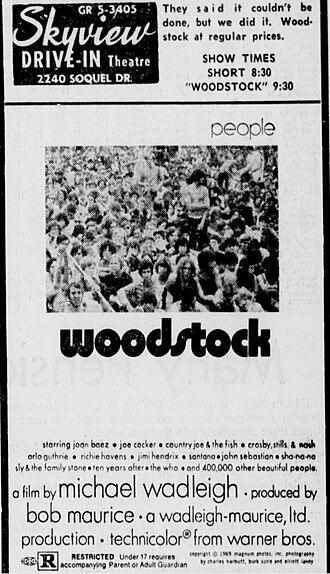 GR 5-3405
Skyview
DRIVE-IN Theatre
2240 SOQUEL DR.
They said it couldn't be
done, but we did it. Wood-
stock at regular prices.
SHOW TIMES
SHORT 8:30
"WOODSTOCK" 9:30
people
woodstock
starring joan baez • joe cocker • country joe & the fish • crosby, stills, & nash
arlo guthrie • richie havens • jimi hendrix • santana • john sebastian • sha-na-na
sly & the family stone • ten years after • the who • and 400,000 other beautiful people.
a film by michael wadleigh • produced by
bob maurice • a wadleigh-maurice, ltd.
production • technicolor® from warner bros.
R RESTRICTED Under 17 requires
accompanying Parent or Adult Guardian
copyright © 1969 magnum photos, inc. photography
by charles harbutt, burk uzzle and elliott landy